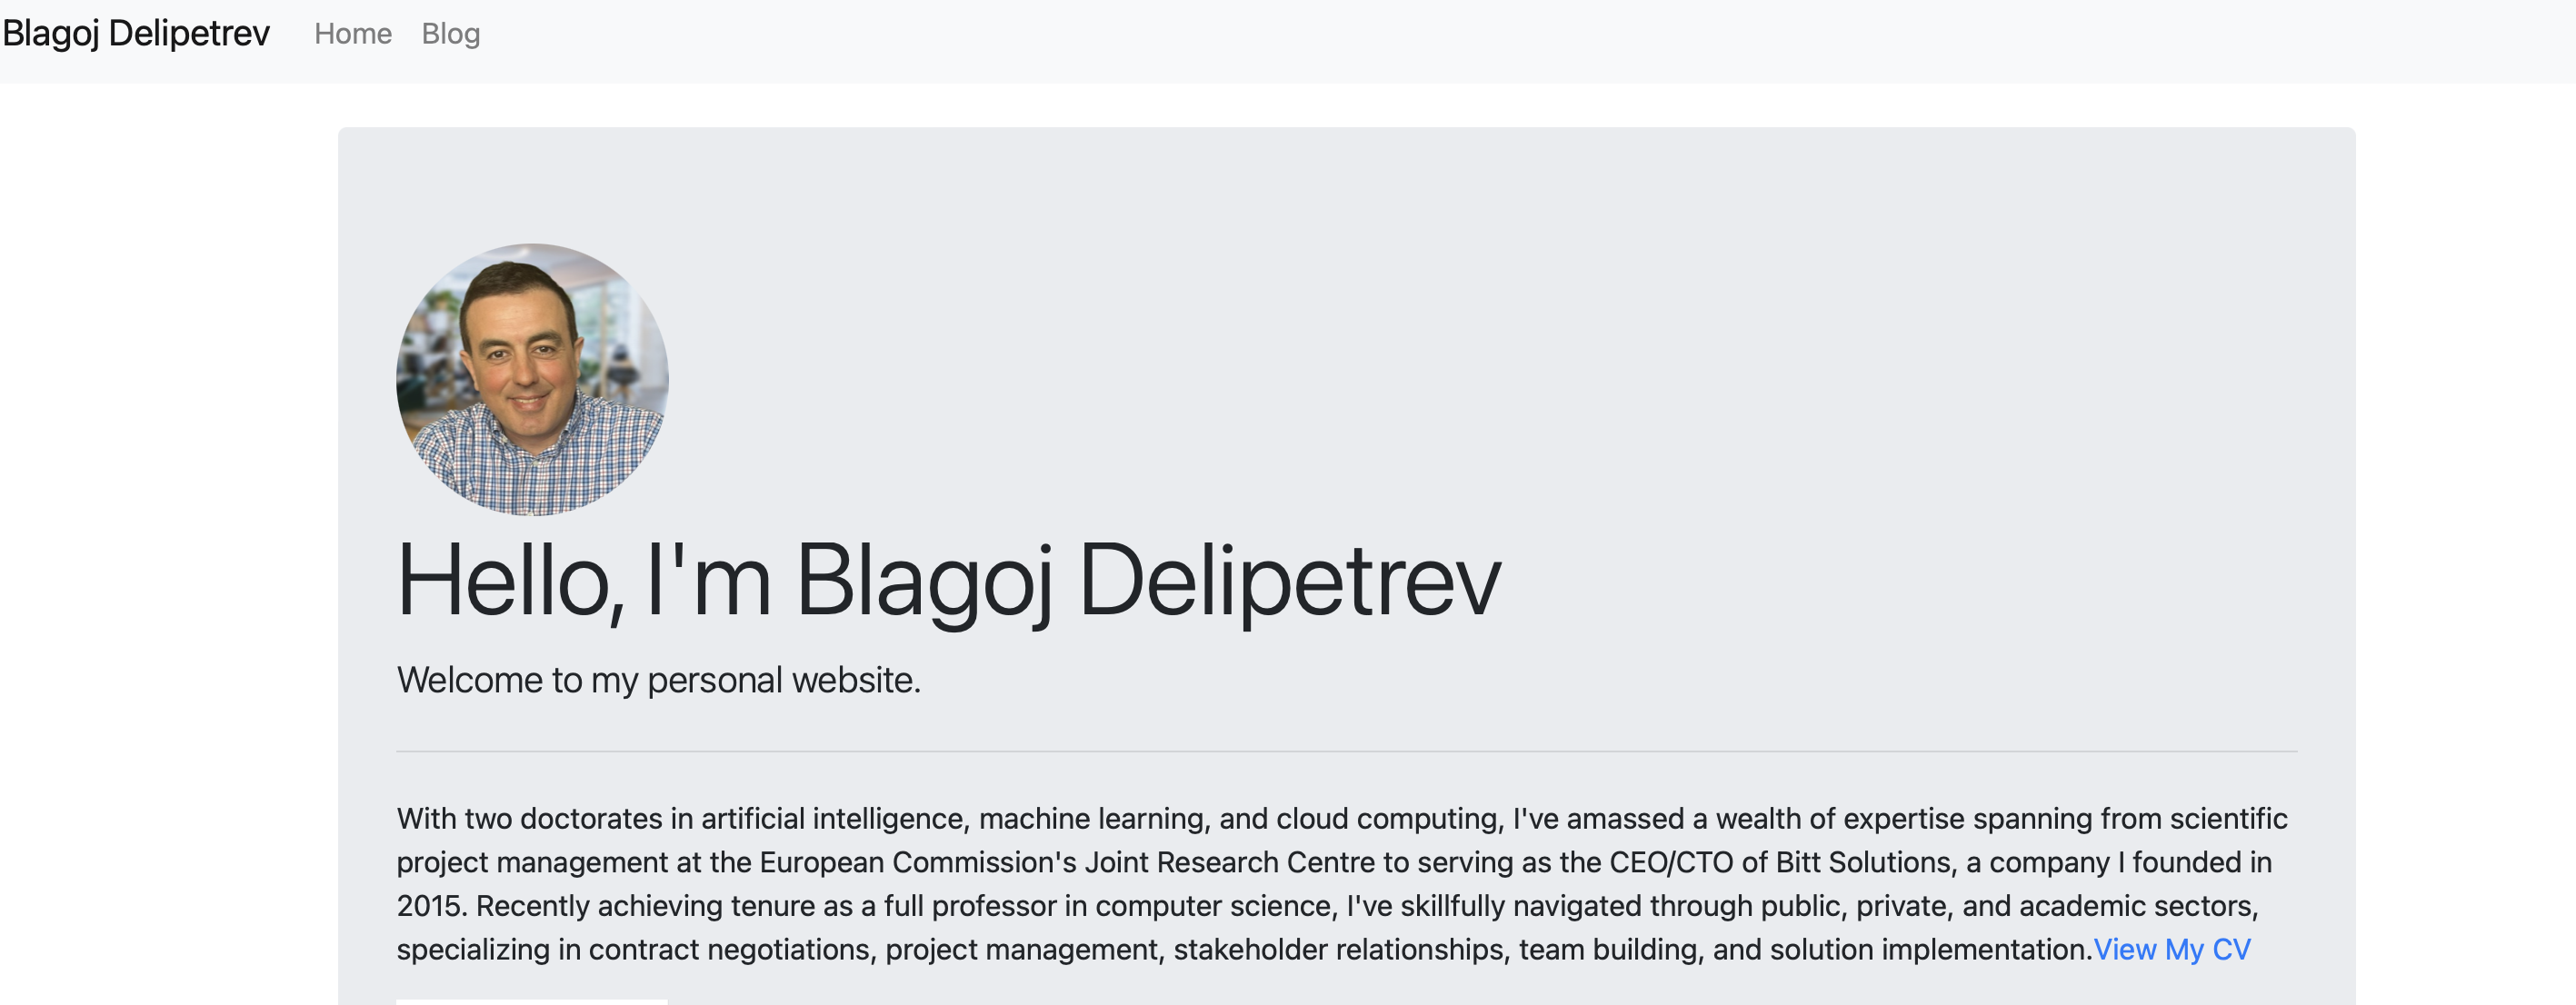 Blagoj Delipetrev Home Blog
Hello, I'm Blagoj Delipetrev
Welcome to my personal website.
With two doctorates in artificial intelligence, machine learning, and cloud computing, I've amassed a wealth of expertise spanning from scientific
project management at the European Commission's Joint Research Centre to serving as the CEO/CTO of Bitt Solutions, a company I founded in
2015. Recently achieving tenure as a full professor in computer science, I've skillfully navigated through public, private, and academic sectors,
specializing in contract negotiations, project management, stakeholder relationships, team building, and solution implementation.View My CV